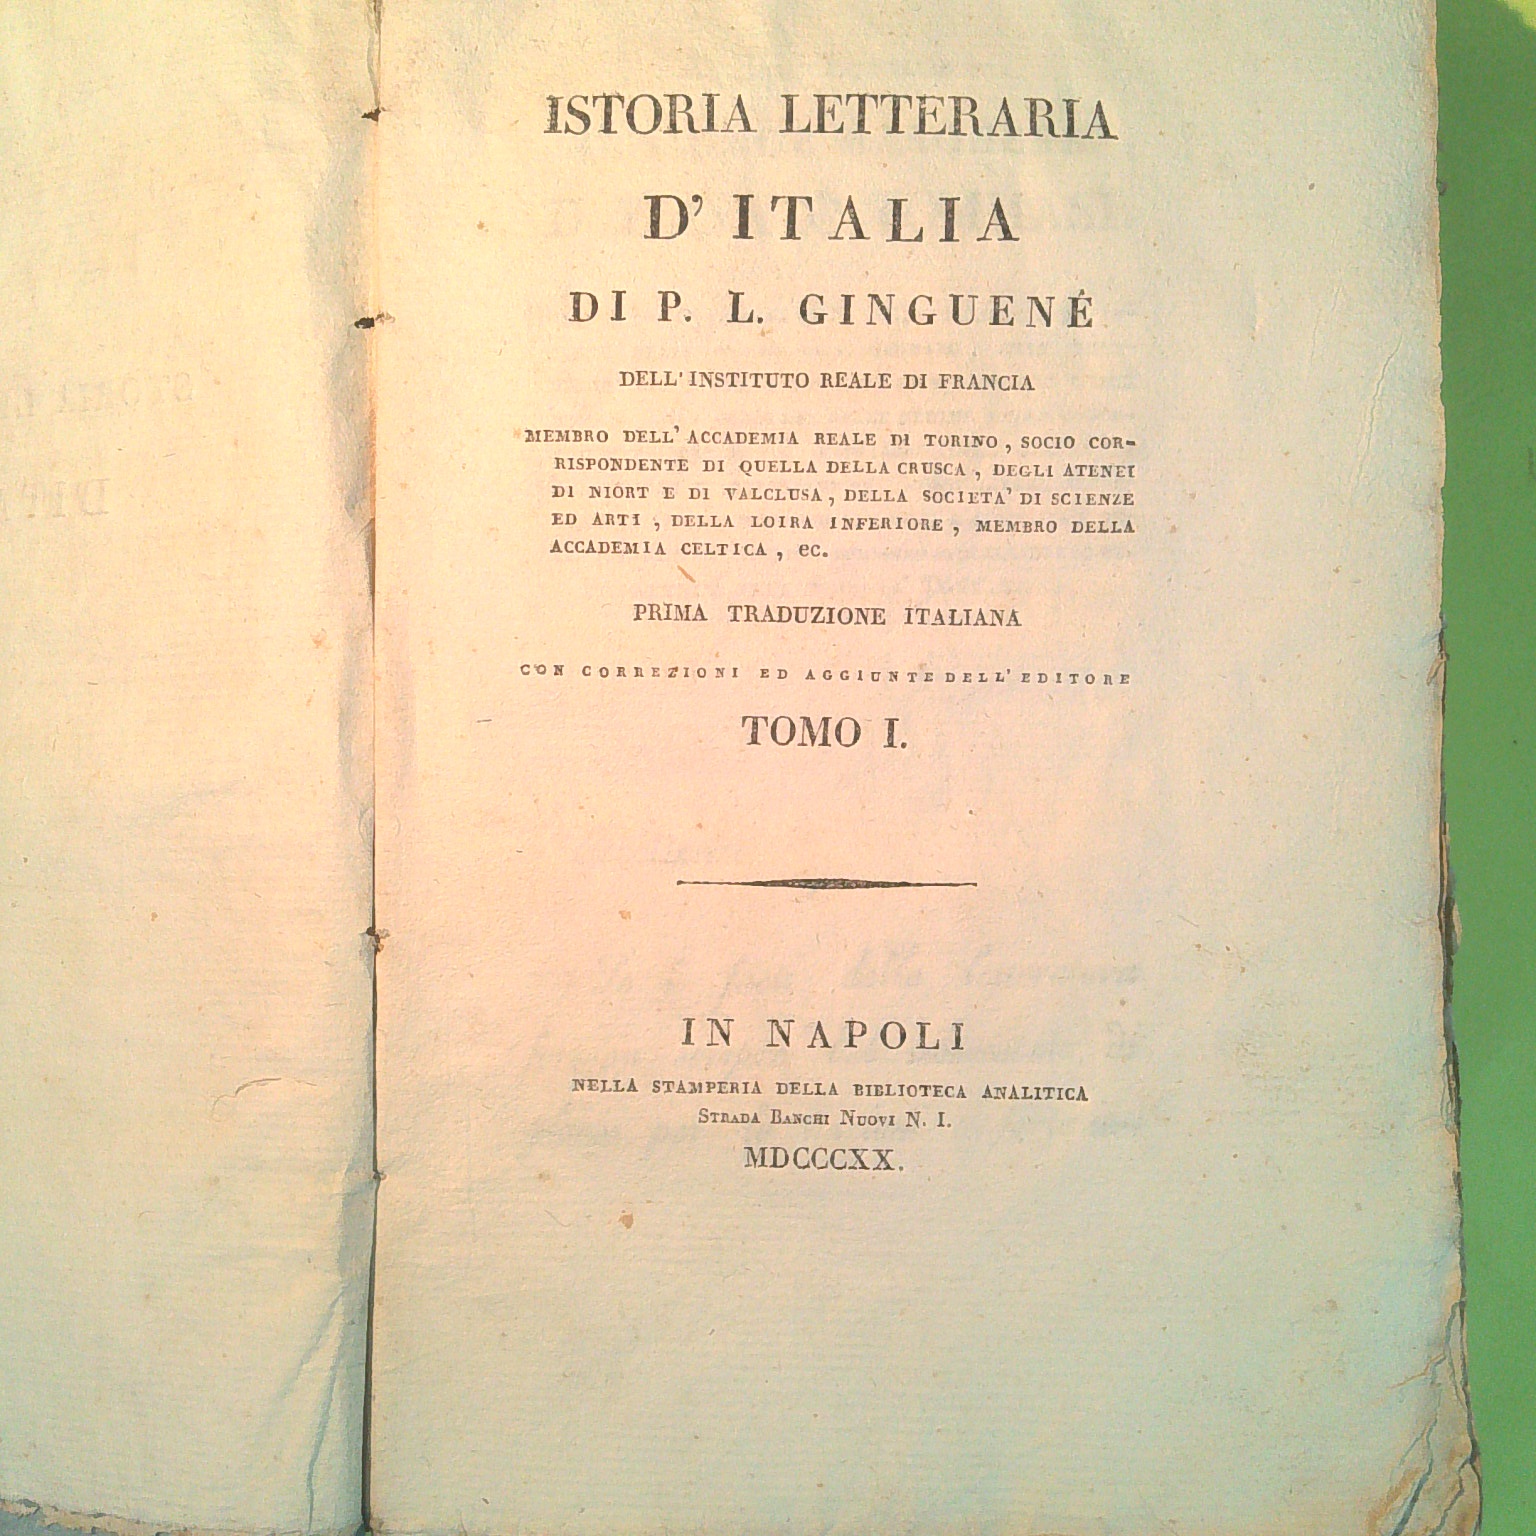 ISTORIA LETTERARIA
D' ITALIA
DI P. L. GINGUENÉ
DELL' INSTITUTO REALE DI FRANCIA
MEMBRO DELL' ACCADEMIA REALE DI TORINO, SOCIO COR-
RISPONDENTE DI QUELLA DELLA CRUSCA, DEGLI ATENEI
DI NIORT E DI VALCLUSA, DELLA SOCIETA' DI SCIENZE
ED ARTI, DELLA LOIRA INFERIORE, MEMBRO DELLA
ACCADEMIA CELTICA, ec.
PRIMA TRADUZIONE ITALIANA
CON CORREZIONI ED AGGIUNTE DELL' EDITORE
TOMO I.
IN NAPOLI
NELLA STAMPERIA DELLA BIBLIOTECA ANALITICA
STRADA BANCHI NUOVI N. I.
MDCCCXX.